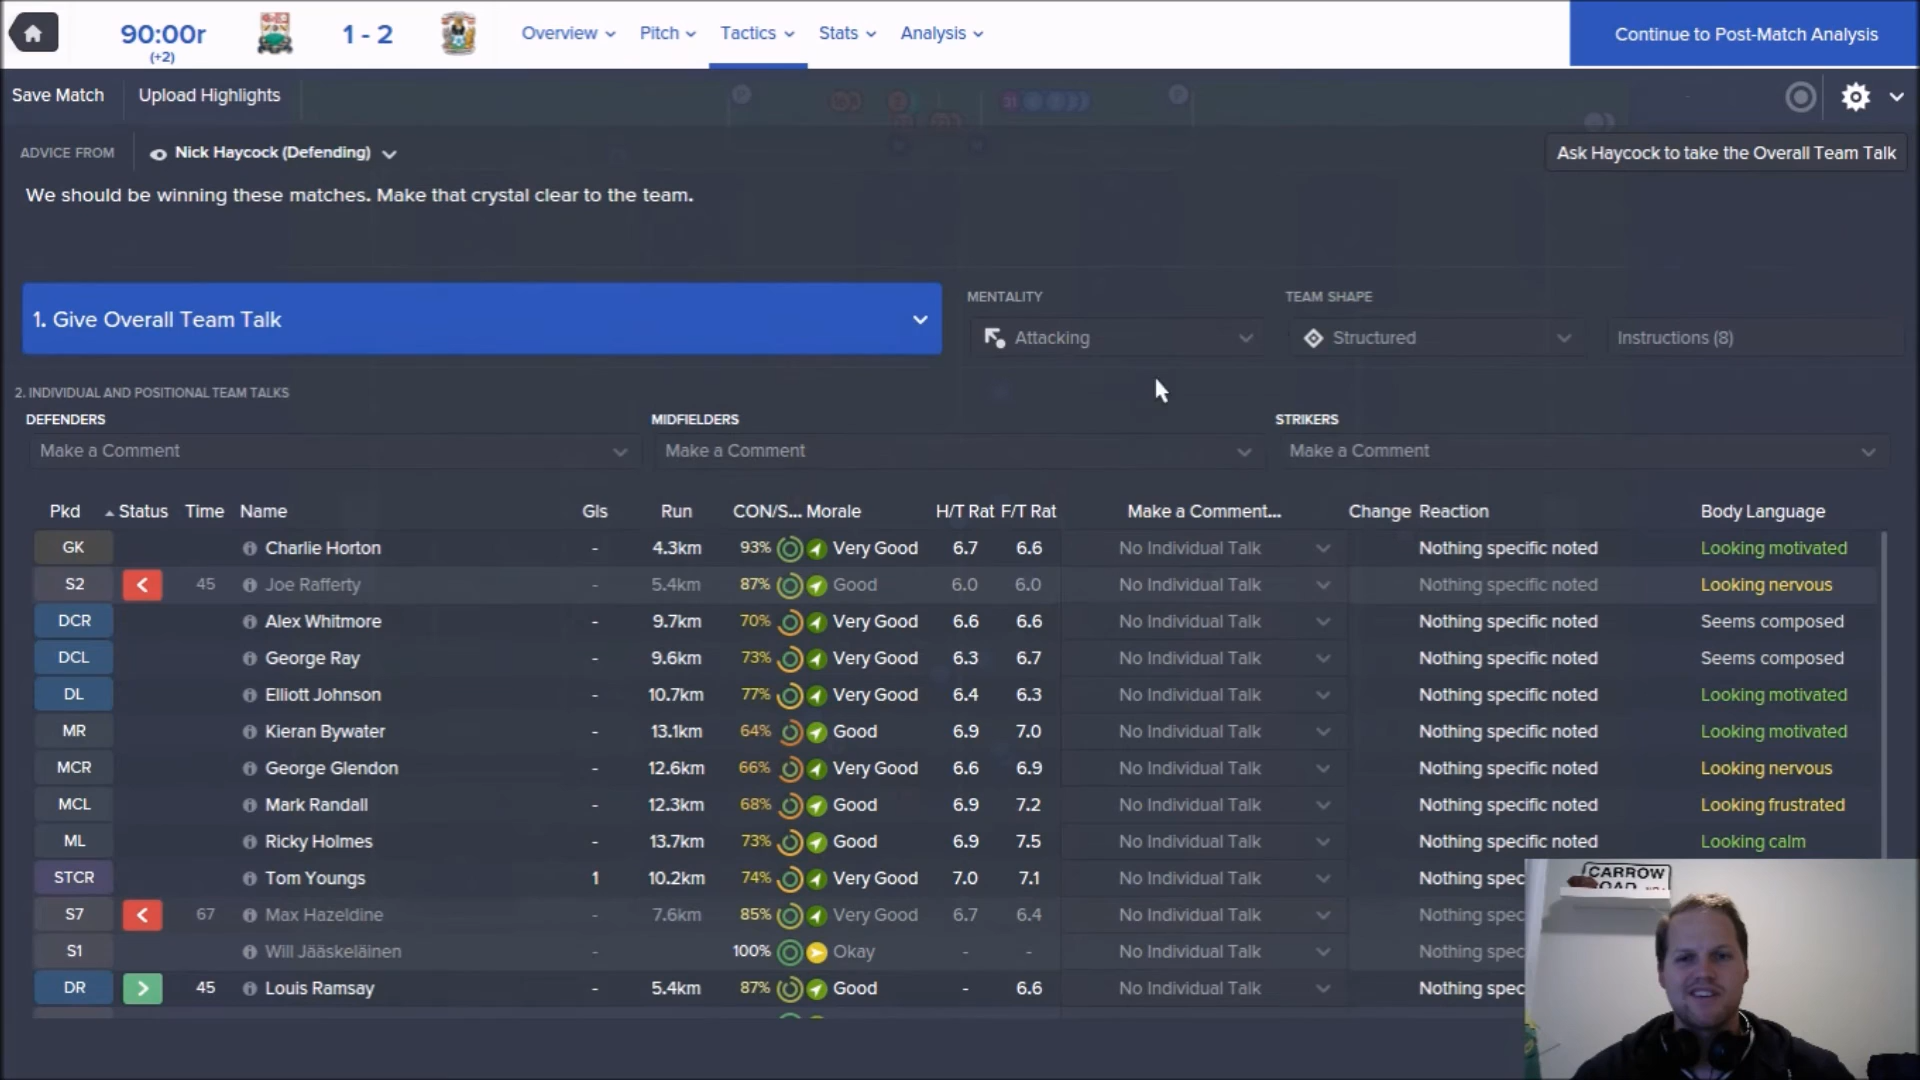 90:00r
(+2)
1 - 2
Overview
Pitch
Tactics
Stats
Analysis
Continue to Post-Match Analysis
Save Match
Upload Highlights
ADVICE FROM
Nick Haycock (Defending)
Ask Haycock to take the Overall Team Talk
We should be winning these matches. Make that crystal clear to the team.
1. Give Overall Team Talk
MENTALITY
Attacking
TEAM SHAPE
Structured
Instructions (8)
2. INDIVIDUAL AND POSITIONAL TEAM TALKS
DEFENDERS
MIDFIELDERS
STRIKERS
Make a Comment
Make a Comment
Make a Comment
Pkd Status Time Name Gls Run CON/S... Morale H/T Rat F/T Rat Make a Comment... Change Reaction Body Language
GK Charlie Horton - 4.3km 93% Very Good 6.7 6.6 No Individual Talk Nothing specific noted Looking motivated
S2 45 Joe Rafferty - 5.4km 87% Good 6.0 6.0 No Individual Talk Nothing specific noted Looking nervous
DCR Alex Whitmore - 9.7km 70% Very Good 6.6 6.6 No Individual Talk Nothing specific noted Seems composed
DCL George Ray - 9.6km 73% Very Good 6.3 6.7 No Individual Talk Nothing specific noted Seems composed
DL Elliott Johnson - 10.7km 77% Very Good 6.4 6.3 No Individual Talk Nothing specific noted Looking motivated
MR Kieran Bywater - 13.1km 64% Good 6.9 7.0 No Individual Talk Nothing specific noted Looking motivated
MCR George Glendon - 12.6km 66% Very Good 6.6 6.9 No Individual Talk Nothing specific noted Looking nervous
MCL Mark Randall - 12.3km 68% Good 6.9 7.2 No Individual Talk Nothing specific noted Looking frustrated
ML Ricky Holmes - 13.7km 73% Good 6.9 7.5 No Individual Talk Nothing specific noted Looking calm
STCR Tom Youngs 1 10.2km 74% Very Good 7.0 7.1 No Individual Talk Nothing spec
S7 67 Max Hazeldine - 7.6km 85% Very Good 6.7 6.4 No Individual Talk Nothing spec
S1 Will Jääskeläinen - 100% Okay - - No Individual Talk Nothing spec
DR 45 Louis Ramsay - 5.4km 87% Good - 6.6 No Individual Talk Nothing spec
CARROW
ROAD